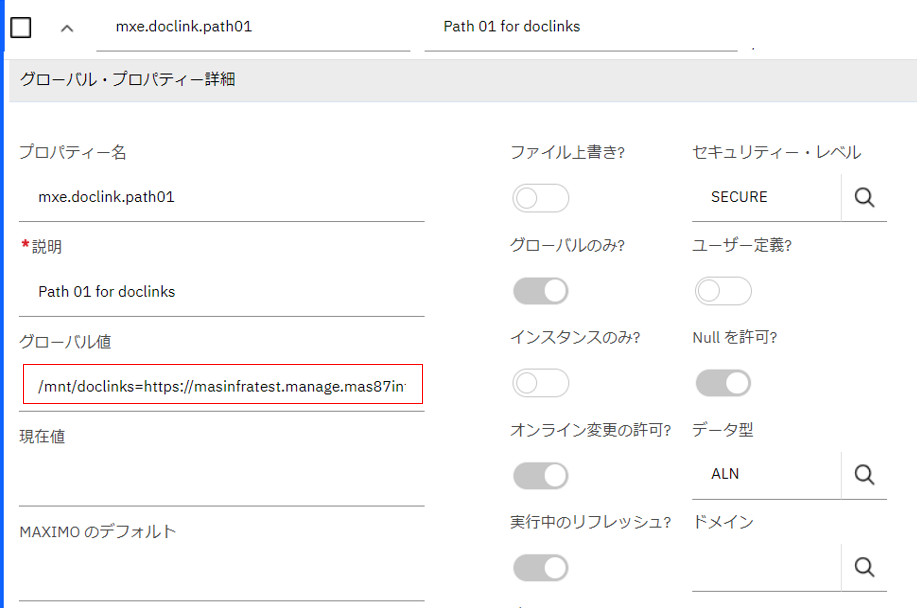 mxe.doclink.path01 Path 01 for doclinks
グローバル・プロパティー詳細
プロパティー名 ファイル上書き? セキュリティー・レベル
mxe.doclink.path01 SECURE
*説明 グローバルのみ? ユーザー定義?
Path 01 for doclinks
グローバル値 インスタンスのみ? Null を許可?
/mnt/doclinks=https://masinfratest.manage.mas87in
現在値 オンライン変更の許可? データ型
ALN
MAXIMO のデフォルト 実行中のリフレッシュ? ドメイン